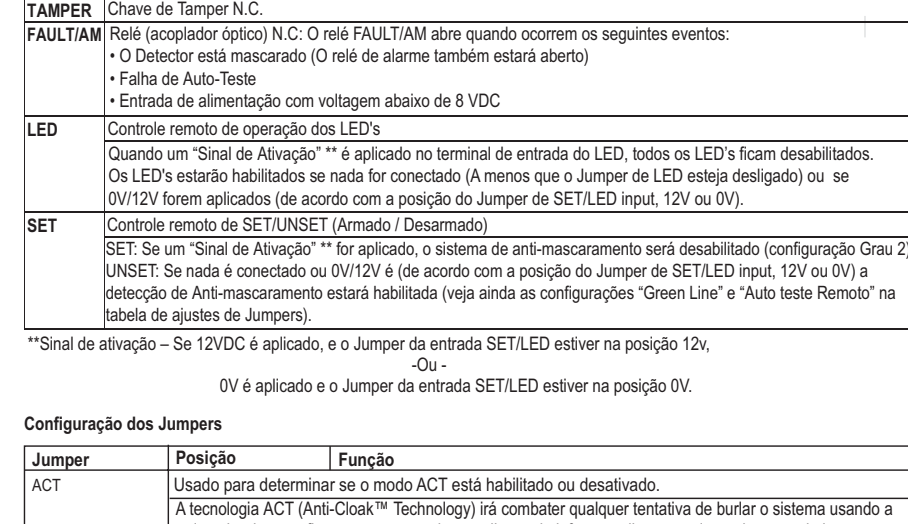 TAMPER Chave de Tamper N.C.
FAULT/AM Relé (acoplador óptico) N.C: O relé FAULT/AM abre quando ocorrem os seguintes eventos:
• O Detector está mascarado (O relé de alarme também estará aberto)
• Falha de Auto-Teste
• Entrada de alimentação com voltagem abaixo de 8 VDC
LED Controle remoto de operação dos LED's
Quando um “Sinal de Ativação” ** é aplicado no terminal de entrada do LED, todos os LED’s ficam desabilitados.
Os LED's estarão habilitados se nada for conectado (A menos que o Jumper de LED esteja desligado) ou se
0V/12V forem aplicados (de acordo com a posição do Jumper de SET/LED input, 12V ou 0V).
SET Controle remoto de SET/UNSET (Armado / Desarmado)
SET: Se um “Sinal de Ativação” ** for aplicado, o sistema de anti-mascaramento será desabilitado (configuração Grau 2)
UNSET: Se nada é conectado ou 0V/12V é (de acordo com a posição do Jumper de SET/LED input, 12V ou 0V) a
detecção de Anti-mascaramento estará habilitada (veja ainda as configurações “Green Line” e “Auto teste Remoto” na
tabela de ajustes de Jumpers).
**Sinal de ativação – Se 12VDC é aplicado, e o Jumper da entrada SET/LED estiver na posição 12v,
-Ou -
0V é aplicado e o Jumper da entrada SET/LED estiver na posição 0V.
Configuração dos Jumpers
Jumper Posição Função
ACT Usado para determinar se o modo ACT está habilitado ou desativado.
A tecnologia ACT (Anti-Cloak™ Technology) irá combater qualquer tentativa de burlar o sistema usando a